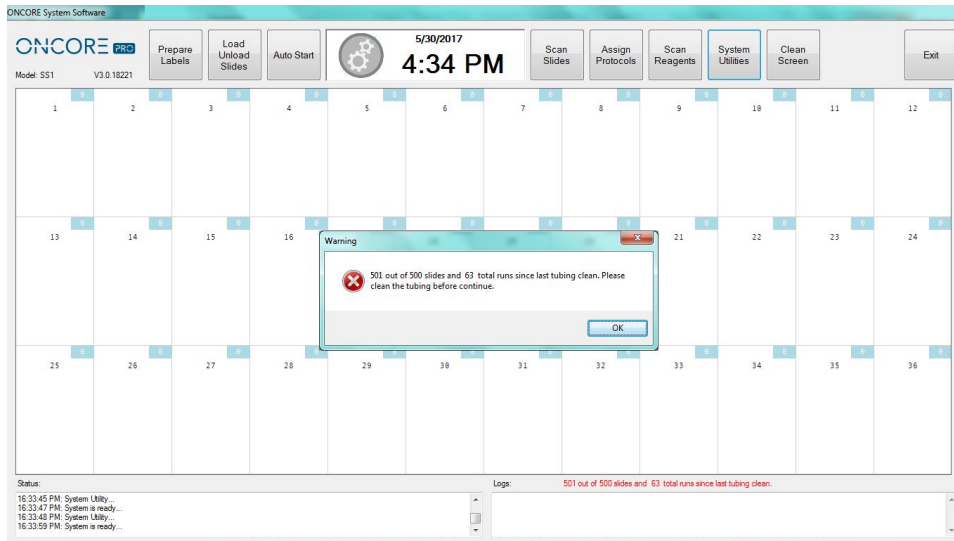 ONCORE System Software
ONCORE PRO
Model: SS1 V3.0.18221
Prepare Labels
Load Unload Slides
Auto Start
5/30/2017
4:34 PM
Scan Slides
Assign Protocols
Scan Reagents
System Utilities
Clean Screen
Exit
1 2 3 4 5 6 7 8 9 10 11 12
13 14 15 16 21 22 23 24
Warning
501 out of 500 slides and 63 total runs since last tubing clean. Please
clean the tubing before continue.
OK
25 26 27 28 29 30 31 32 33 34 35 36
Status:
16:33:45 PM: System Utility...
16:33:47 PM: System is ready...
16:33:48 PM: System Utility...
16:33:59 PM: System is ready...
Logs: 501 out of 500 slides and 63 total runs since last tubing clean.